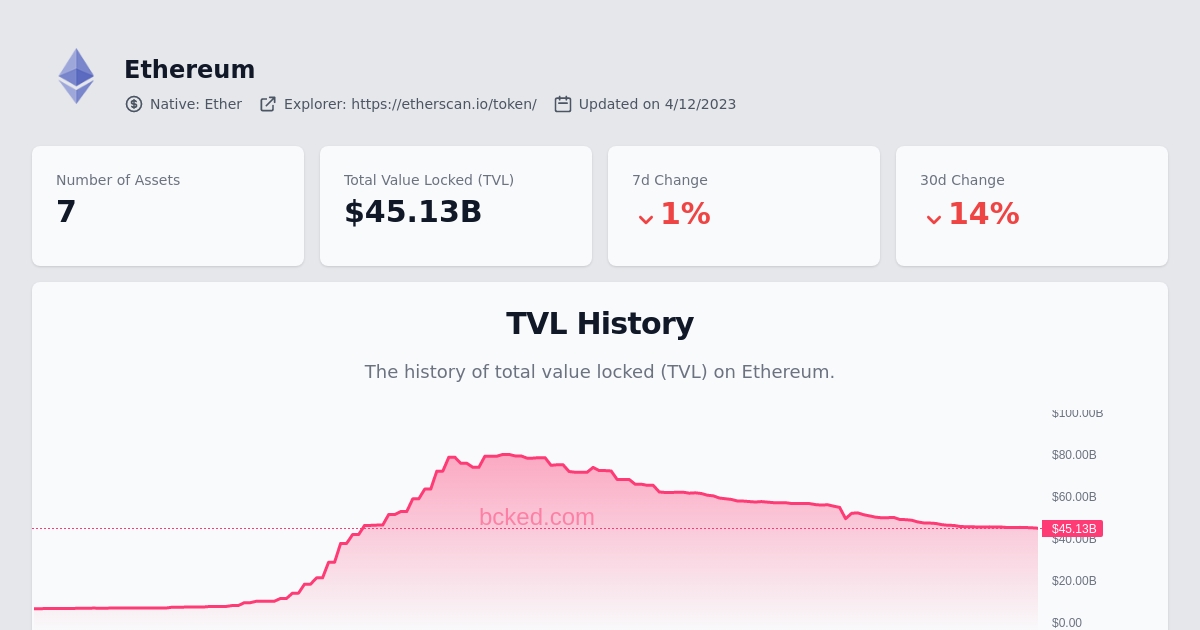 Ethereum
Native: Ether Explorer: https://etherscan.io/token/ Updated on 4/12/2023
Number of Assets
7
Total Value Locked (TVL)
$45.13B
7d Change
1%
30d Change
14%
TVL History
The history of total value locked (TVL) on Ethereum.
$100.00B
$80.00B
$60.00B
bcked.com
$45.13B
$40.00B
$20.00B
$0.00